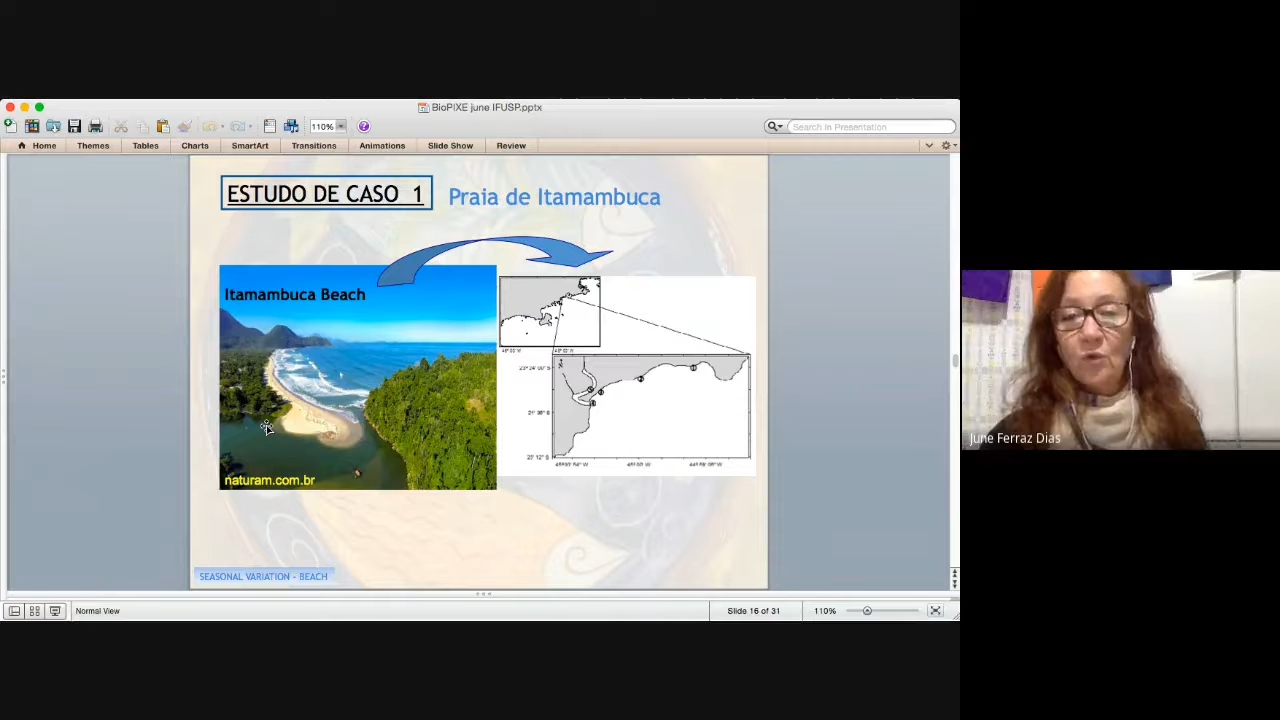 BioPIXE june IFUSP.pptx
110%
Search in Presentation
Home Themes Tables Charts SmartArt Transitions Animations Slide Show Review
ESTUDO DE CASO 1 Praia de Itamambuca
Itamambuca Beach
naturam.com.br
SEASONAL VARIATION - BEACH
Normal View
Slide 16 of 31
110%
June Ferraz Dias